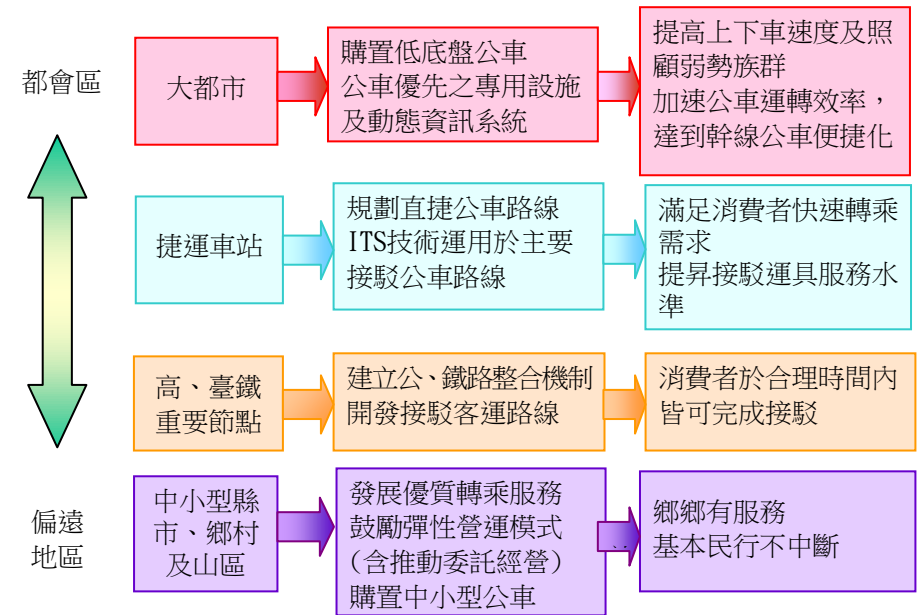 都會區
大都市
購置低底盤公車
公車優先之專用設施
及動態資訊系統
提高上下車速度及照
顧弱勢族群
加速公車運轉效率，
達到幹線公車便捷化
捷運車站
規劃直捷公車路線
ITS技術運用於主要
接駁公車路線
滿足消費者快速轉乘
需求
提昇接駁運具服務水
準
高、臺鐵
重要節點
建立公、鐵路整合機制
開發接駁客運路線
消費者於合理時間內
皆可完成接駁
偏遠
地區
中小型縣
市、鄉村
及山區
發展優質轉乘服務
鼓勵彈性營運模式
(含推動委託經營)
購置中小型公車
鄉鄉有服務
基本民行不中斷